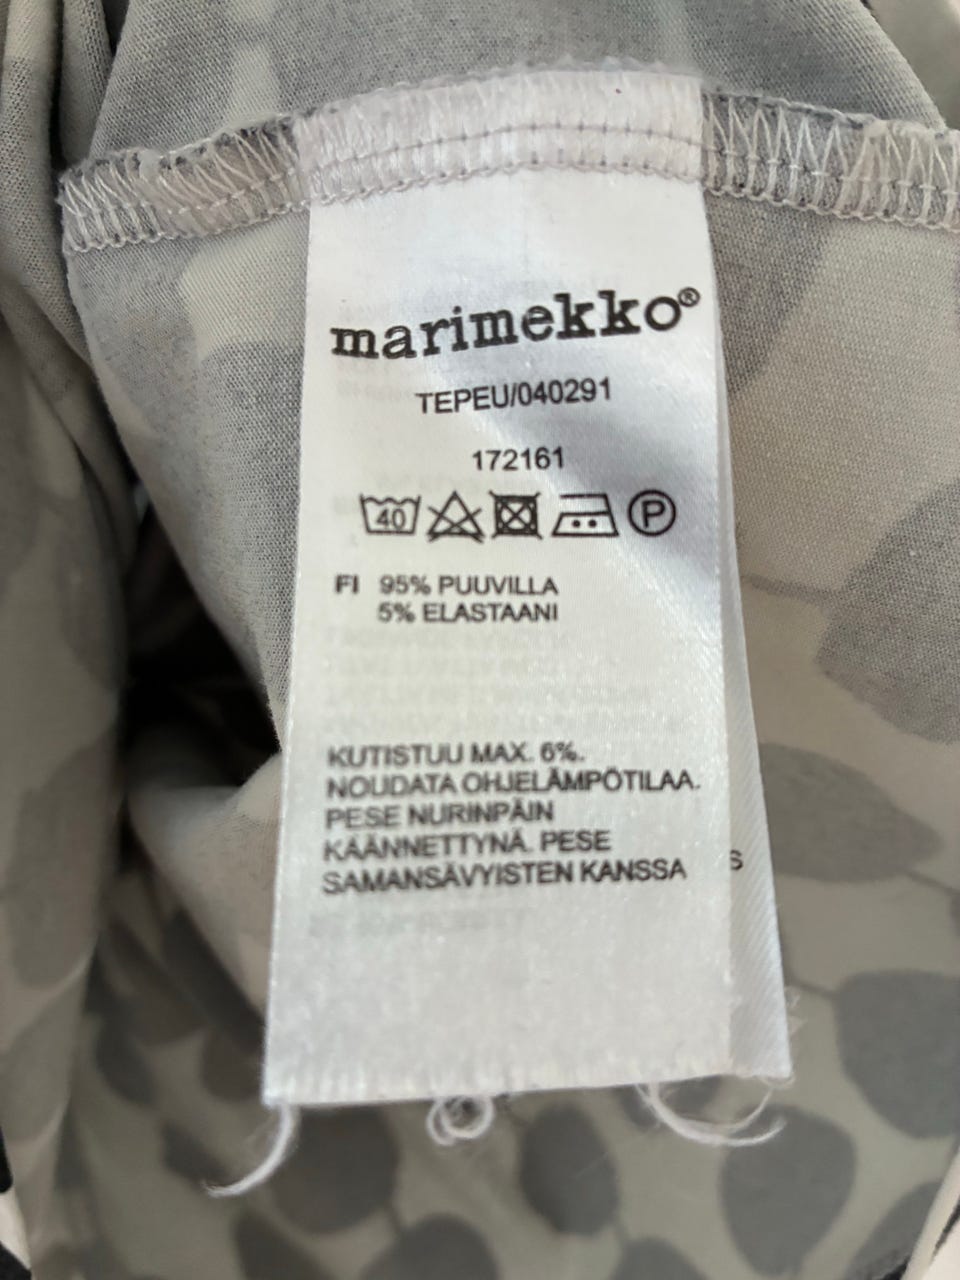 marimekko®
TEPEU/040291
172161
40 P
FI 95% PUUVILLA
5% ELASTAANI
KUTISTUU MAX. 6%.
NOUDATA OHJELÄMPÖTILAA.
PESE NURINPÄIN
KÄÄNNETTYNÄ. PESE
SAMANSÄVYISTEN KANSSA
S